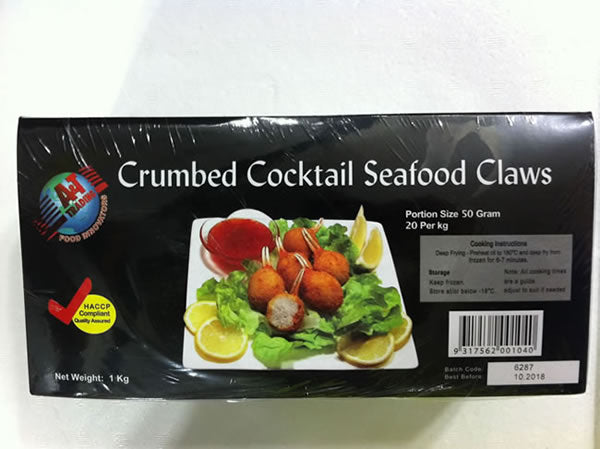 Crumbed Cocktail Seafood Claws
A&T
TRADING
FOOD INNOVATORS
Portion Size 50 Gram
20 Per kg
Cooking Instructions
Deep Frying - Preheat oil to 180°C and deep fry from
frozen for 6-7 minutes.
Storage
Keep frozen.
Store at/or below -18°C.
Note: All cooking times
are a guide,
adjust to suit if needed
HACCP
Compliant
Quality Assured
9 317562 001040
Net Weight: 1 Kg
Batch Code: 6287
Best Before: 10.2018